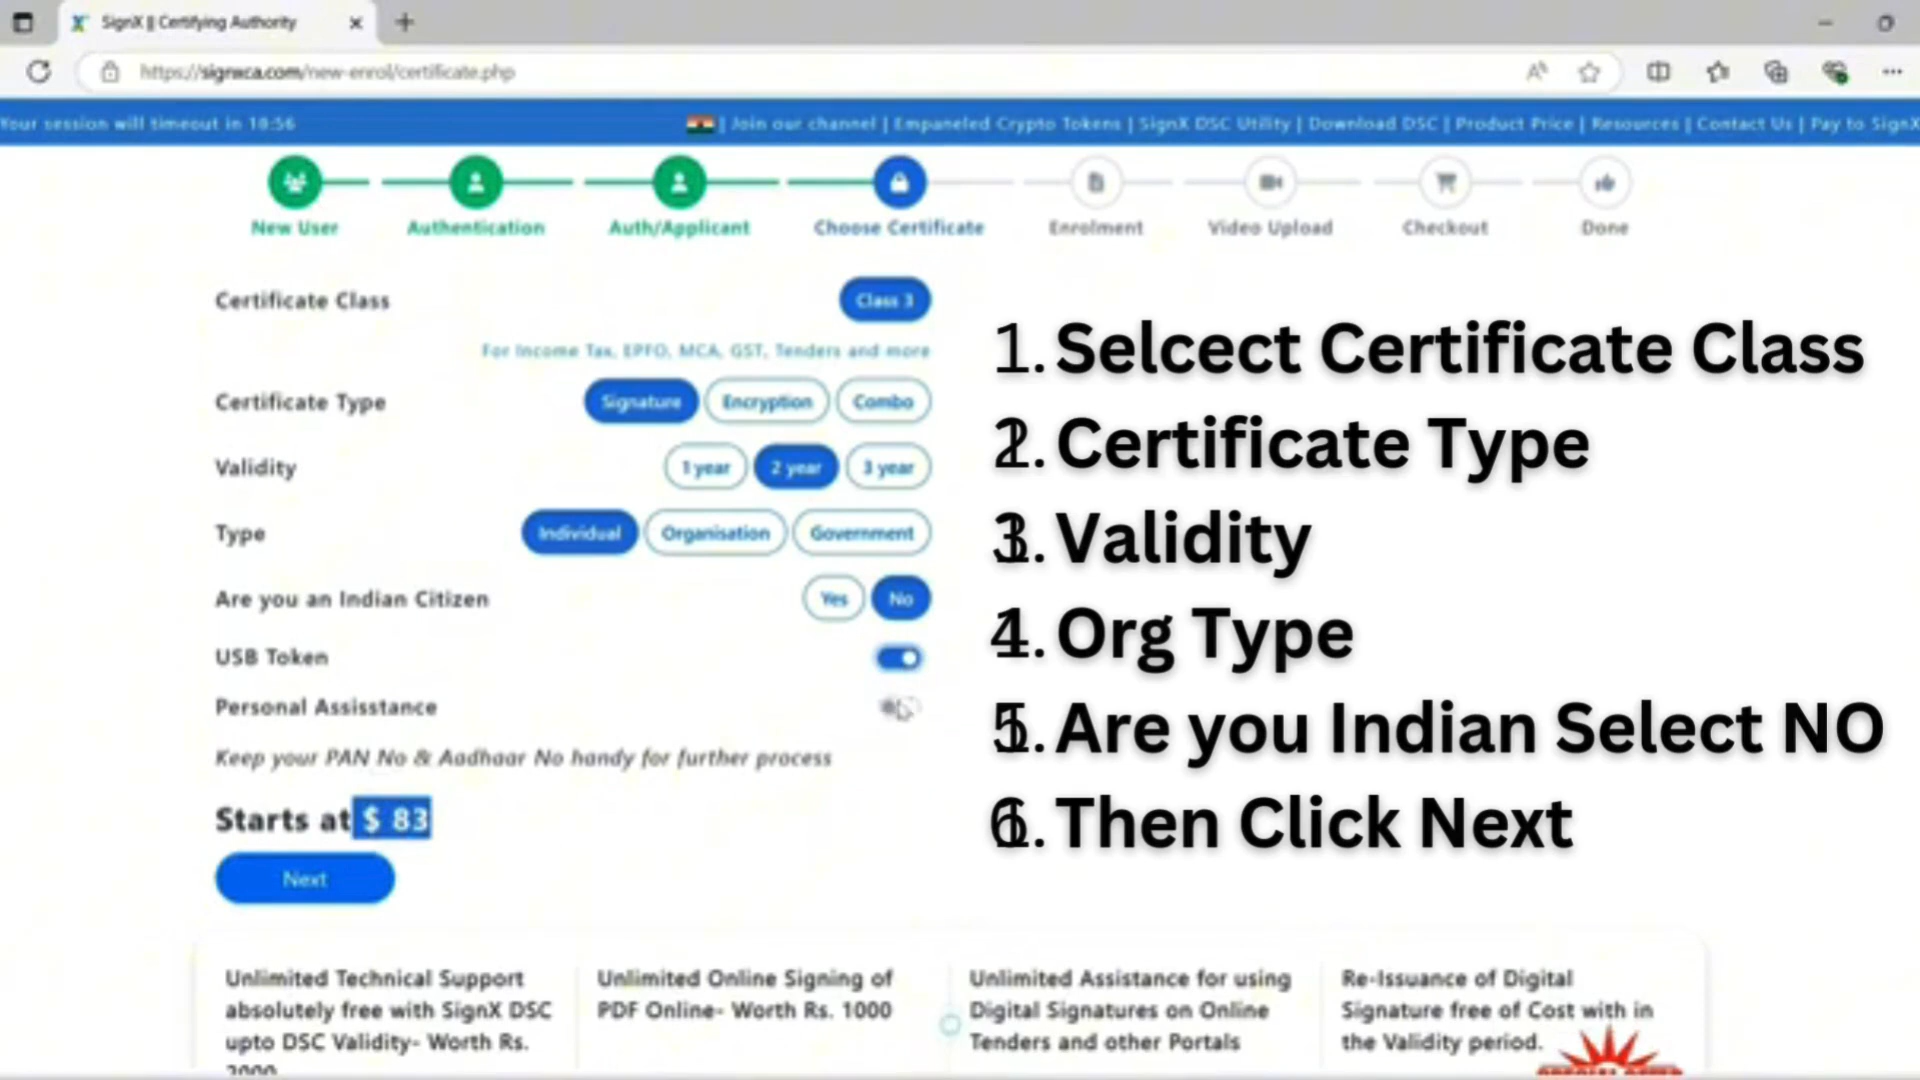 SignX || Certifying Authority
https://signxca.com/new-enrol/certificate.php
Your session will timeout in 18:56
| Join our channel | Empaneled Crypto Tokens | SignX DSC Utility | Download DSC | Product Price | Resources | Contact Us | Pay to SignX
New User
Authentication
Auth/Applicant
Choose Certificate
Enrolment
Video Upload
Checkout
Done
Certificate Class
Class 3
For Income Tax, EPFO, MCA, GST, Tenders and more
Certificate Type
Signature
Encryption
Combo
Validity
1 year
2 year
3 year
Type
Individual
Organisation
Government
Are you an Indian Citizen
Yes
No
USB Token
Personal Assisstance
Keep your PAN No & Aadhaar No handy for further process
Starts at $ 83
Next
1. Selcect Certificate Class
2. Certificate Type
3. Validity
4. Org Type
5. Are you Indian Select NO
6. Then Click Next
Unlimited Technical Support
absolutely free with SignX DSC
upto DSC Validity- Worth Rs.
2000
Unlimited Online Signing of
PDF Online- Worth Rs. 1000
Unlimited Assistance for using
Digital Signatures on Online
Tenders and other Portals
Re-Issuance of Digital
Signature free of Cost with in
the Validity period.